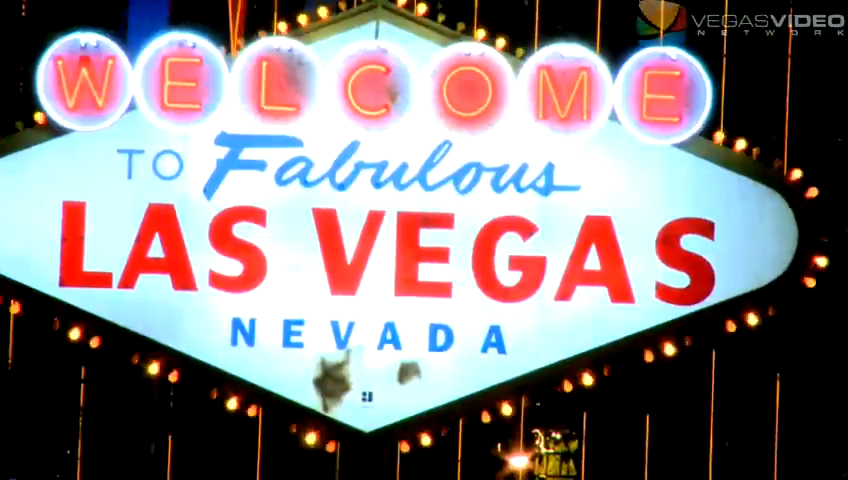 VEGASVIDEO
NETWORK
WELCOME
TO Fabulous
LAS VEGAS
NEVADA